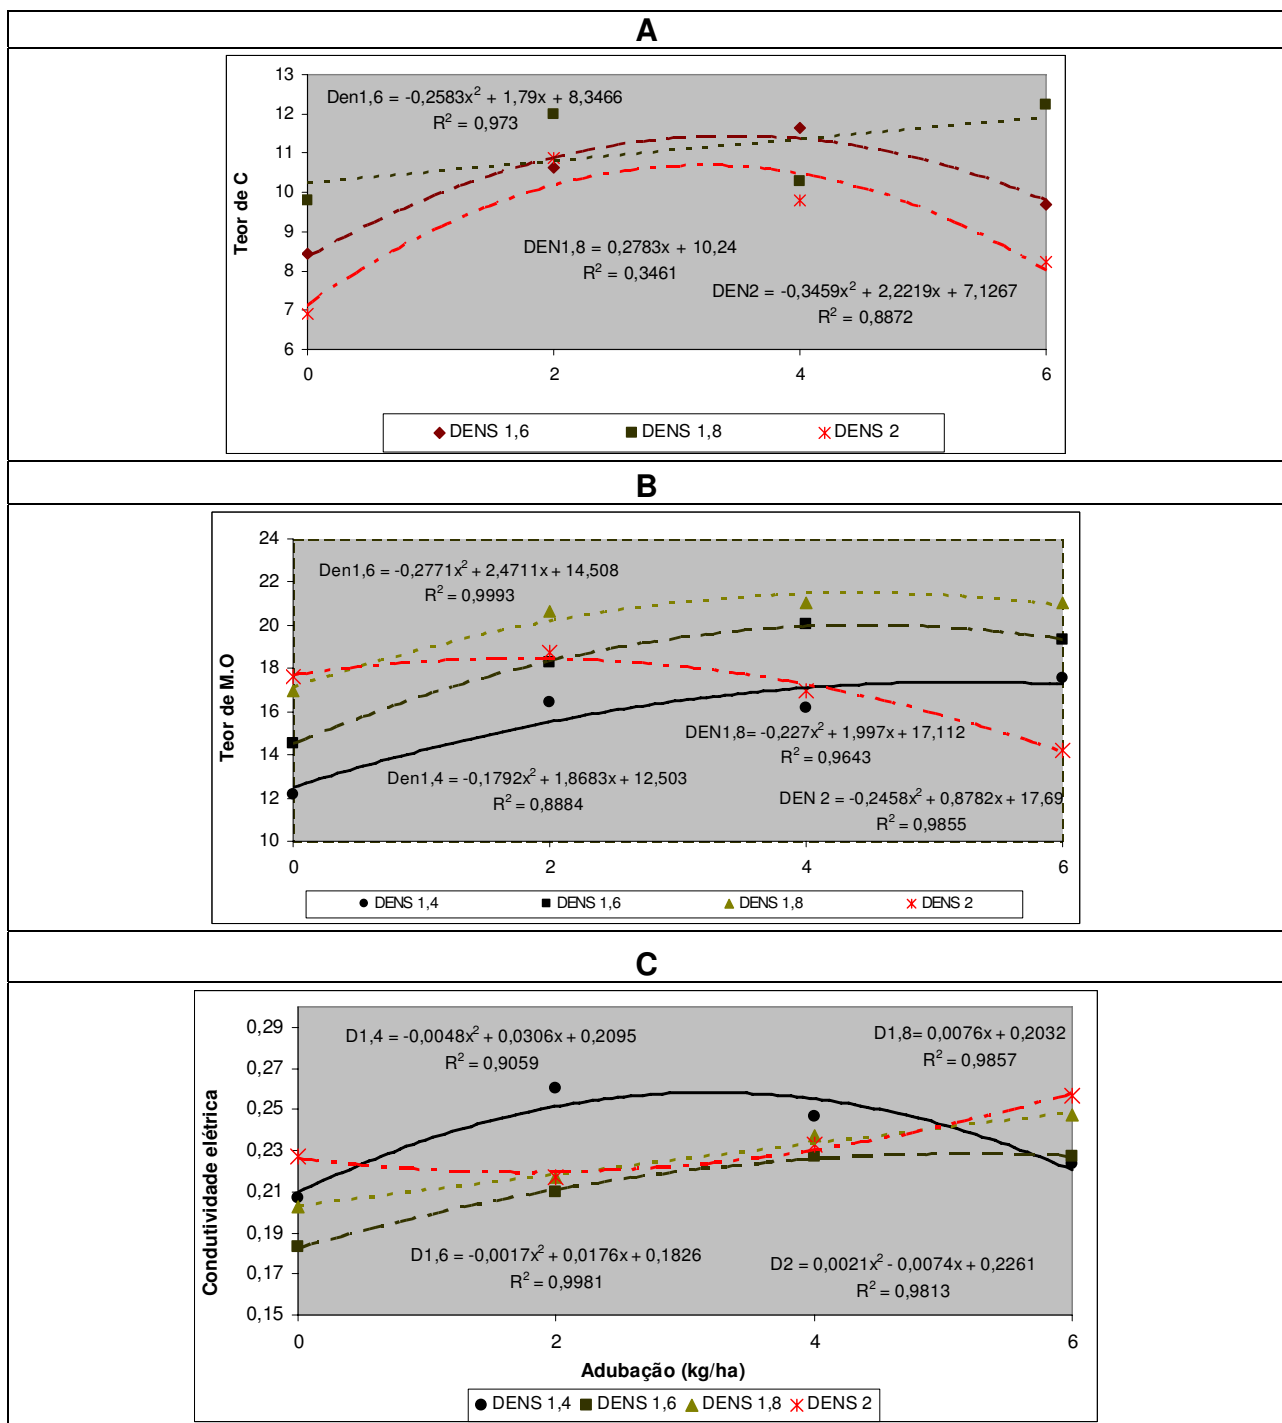 A
13
12
11
10
9
8
7
6
Teor de C
Den1,6 = -0,2583x² + 1,79x + 8,3466
R² = 0,973
DEN1,8 = 0,2783x + 10,24
R² = 0,3461
DEN2 = -0,3459x² + 2,2219x + 7,1267
R² = 0,8872
0 2 4 6
DENS 1,6 DENS 1,8 DENS 2
B
24
22
20
18
16
14
12
10
Teor de M.O
Den1,6 = -0,2771x² + 2,4711x + 14,508
R² = 0,9993
DEN1,8= -0,227x² + 1,997x + 17,112
R² = 0,9643
Den1,4 = -0,1792x² + 1,8683x + 12,503
R² = 0,8884
DEN 2 = -0,2458x² + 0,8782x + 17,69
R² = 0,9855
0 2 4 6
DENS 1,4 DENS 1,6 DENS 1,8 DENS 2
C
0,29
0,27
0,25
0,23
0,21
0,19
0,17
0,15
Condutividade elétrica
D1,4 = -0,0048x² + 0,0306x + 0,2095
R² = 0,9059
D1,8= 0,0076x + 0,2032
R² = 0,9857
D1,6 = -0,0017x² + 0,0176x + 0,1826
R² = 0,9981
D2 = 0,0021x² - 0,0074x + 0,2261
R² = 0,9813
0 2 4 6
Adubação (kg/ha)
DENS 1,4 DENS 1,6 DENS 1,8 DENS 2